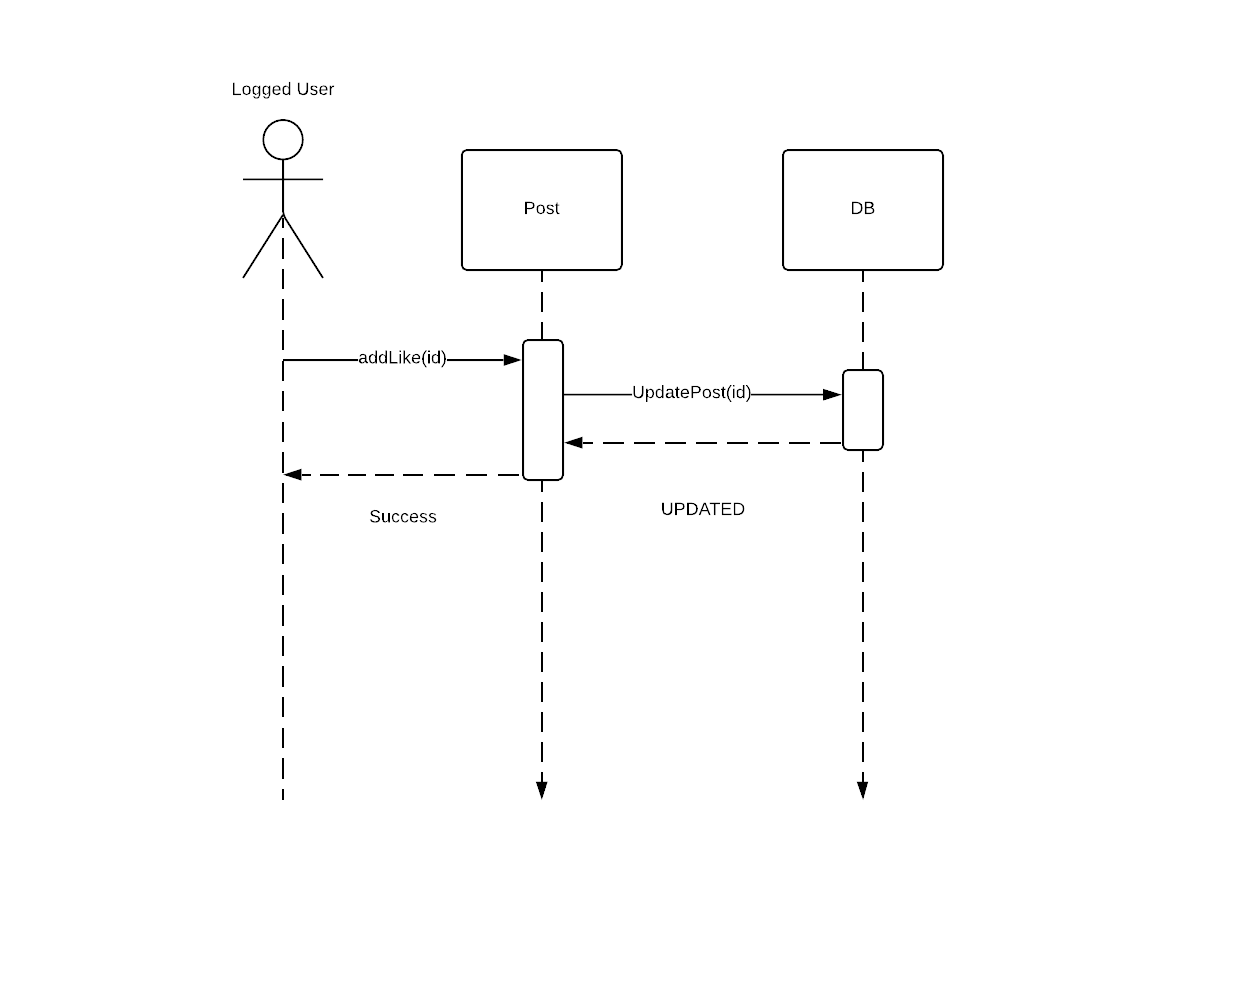 Logged User
Post
DB
addLike(id)
UpdatePost(id)
UPDATED
Success